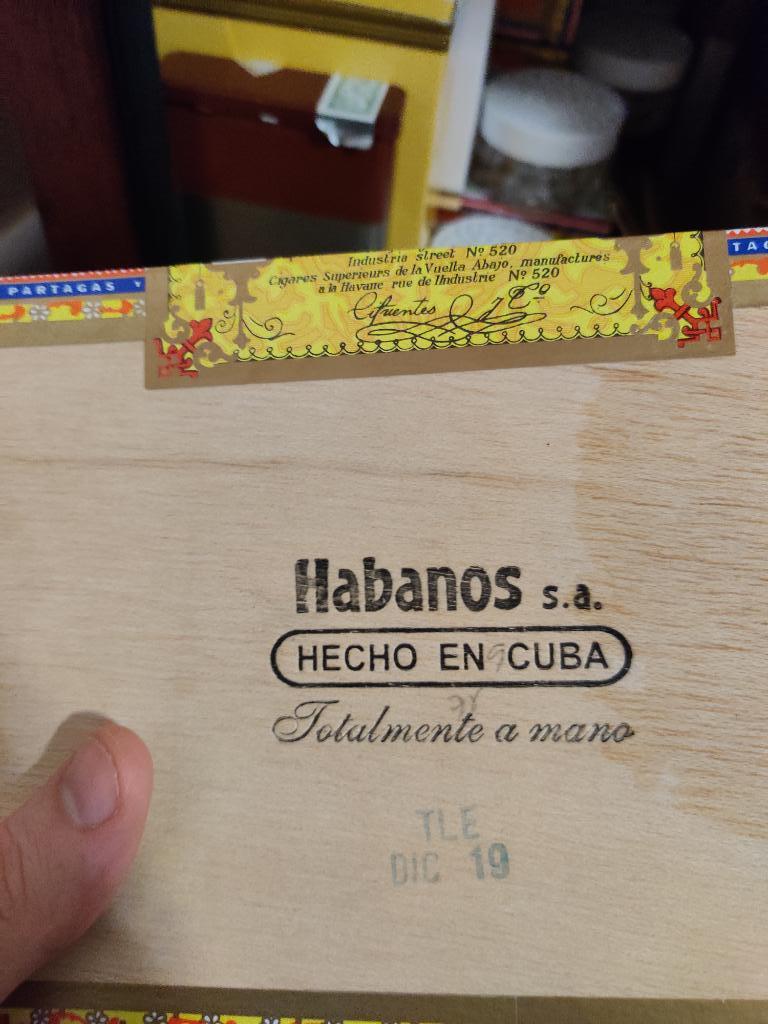 Industria street Nº 520
Cigares Superieurs de la Vuelta Abajo, manufactures
a la Havane rue de l'Industrie Nº 520
PARTAGAS Y
TAG
Cifuentes y Cº
Habanos s.a.
HECHO EN CUBA
Totalmente a mano
TLE
DIC 19